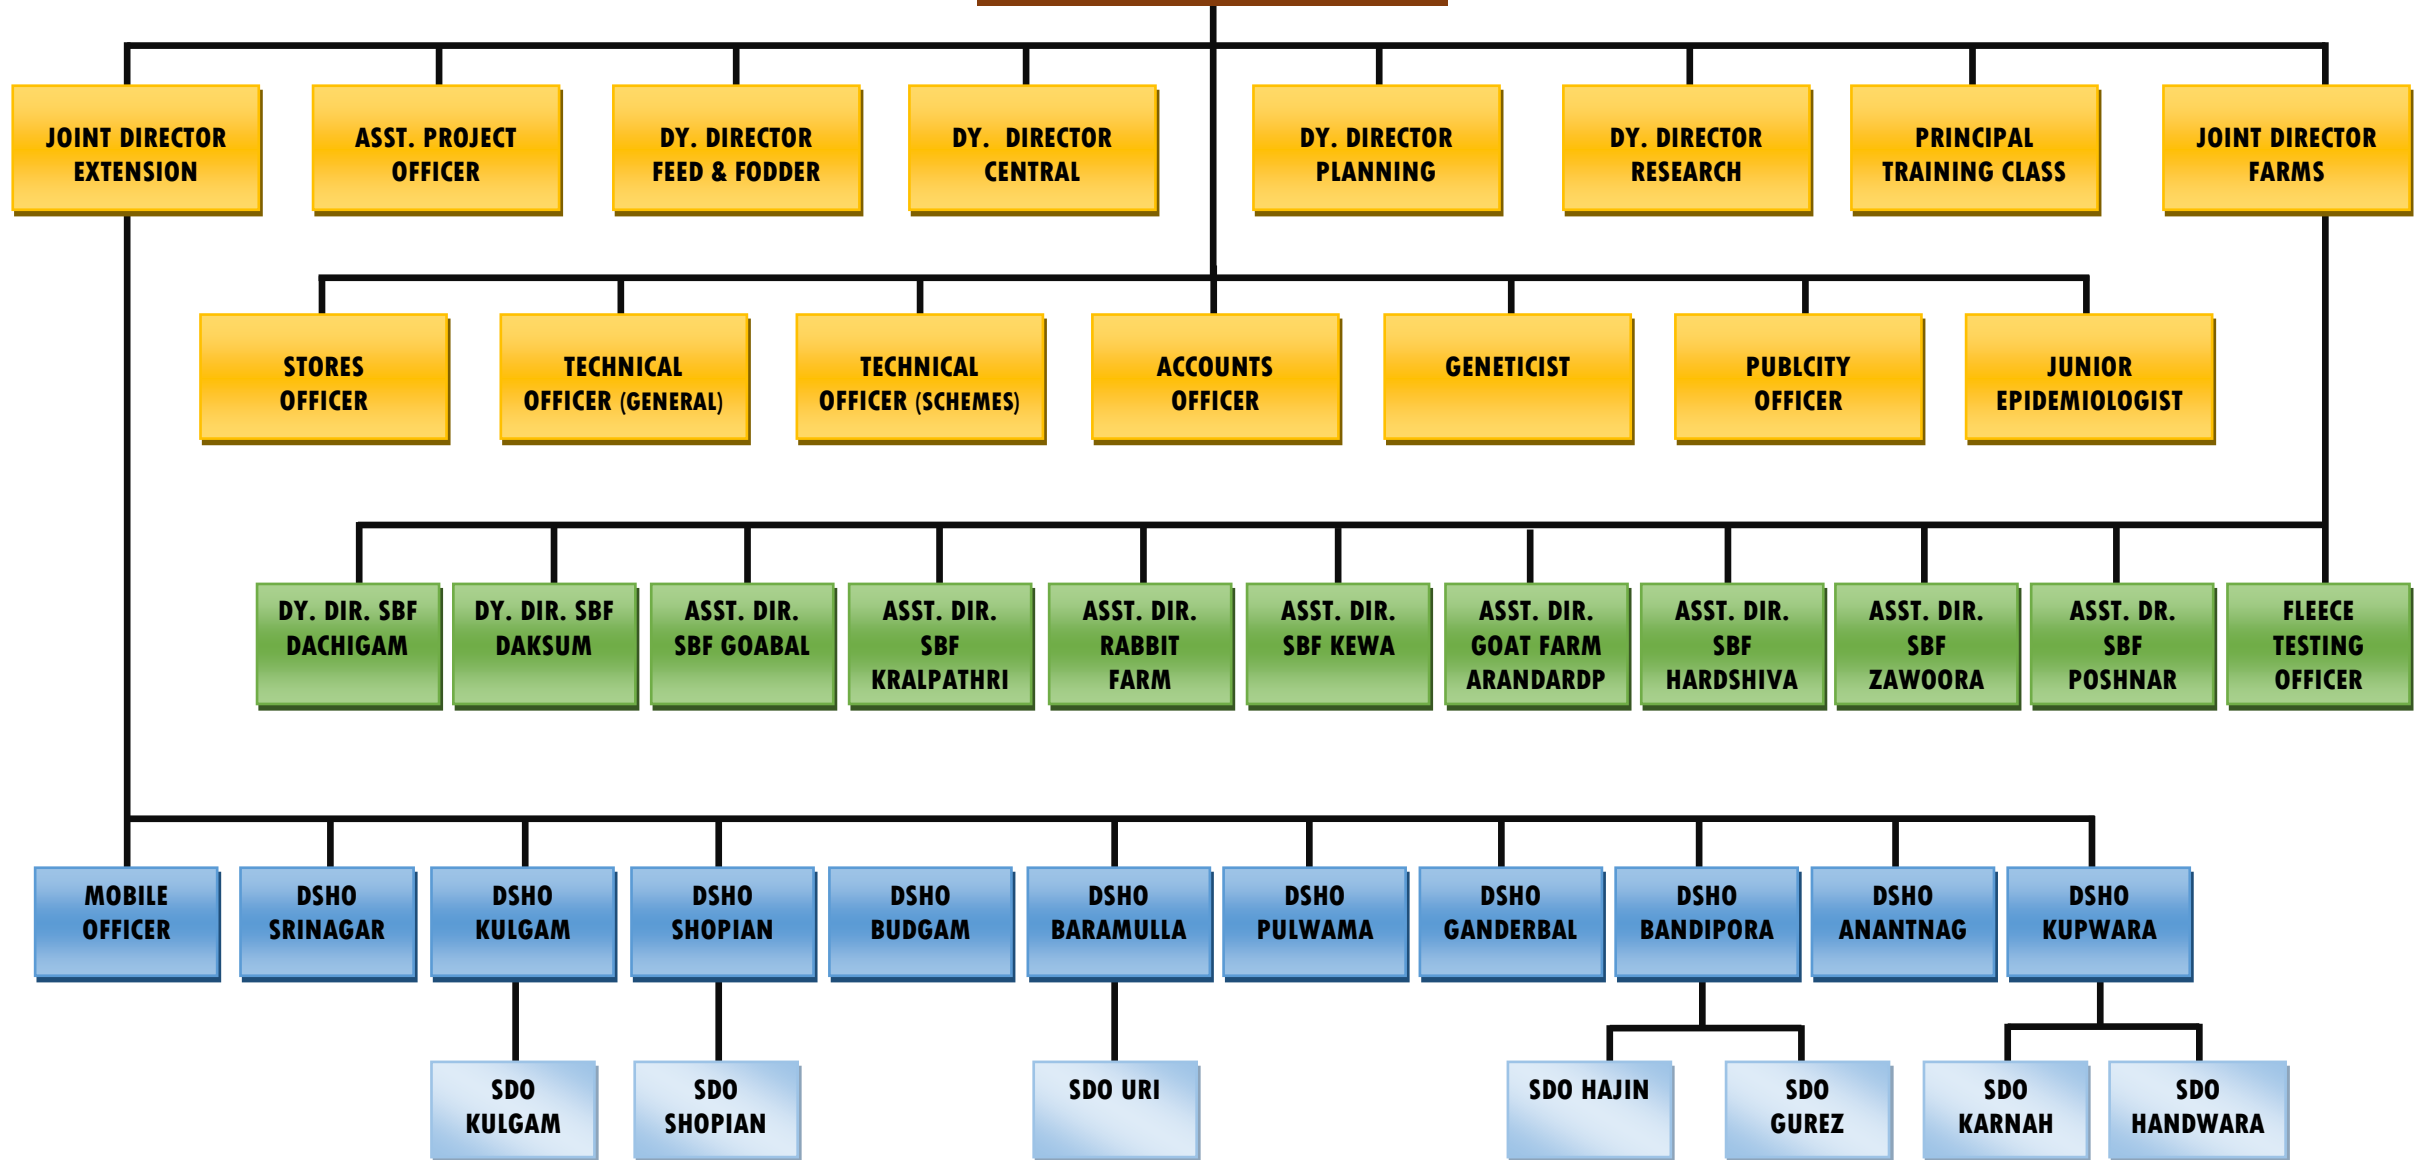 JOINT DIRECTOR
EXTENSION
ASST. PROJECT
OFFICER
DY. DIRECTOR
FEED & FODDER
DY. DIRECTOR
CENTRAL
DY. DIRECTOR
PLANNING
DY. DIRECTOR
RESEARCH
PRINCIPAL
TRAINING CLASS
JOINT DIRECTOR
FARMS
STORES
OFFICER
TECHNICAL
OFFICER (GENERAL)
TECHNICAL
OFFICER (SCHEMES)
ACCOUNTS
OFFICER
GENETICIST
PUBLCITY
OFFICER
JUNIOR
EPIDEMIOLOGIST
DY. DIR. SBF
DACHIGAM
DY. DIR. SBF
DAKSUM
ASST. DIR.
SBF GOABAL
ASST. DIR.
SBF
KRALPATHRI
ASST. DIR.
RABBIT
FARM
ASST. DIR.
SBF KEWA
ASST. DIR.
GOAT FARM
ARANDARDP
ASST. DIR.
SBF
HARDSHIVA
ASST. DIR.
SBF
ZAWOORA
ASST. DR.
SBF
POSHNAR
FLEECE
TESTING
OFFICER
MOBILE
OFFICER
DSHO
SRINAGAR
DSHO
KULGAM
DSHO
SHOPIAN
DSHO
BUDGAM
DSHO
BARAMULLA
DSHO
PULWAMA
DSHO
GANDERBAL
DSHO
BANDIPORA
DSHO
ANANTNAG
DSHO
KUPWARA
SDO
KULGAM
SDO
SHOPIAN
SDO URI
SDO HAJIN
SDO
GUREZ
SDO
KARNAH
SDO
HANDWARA